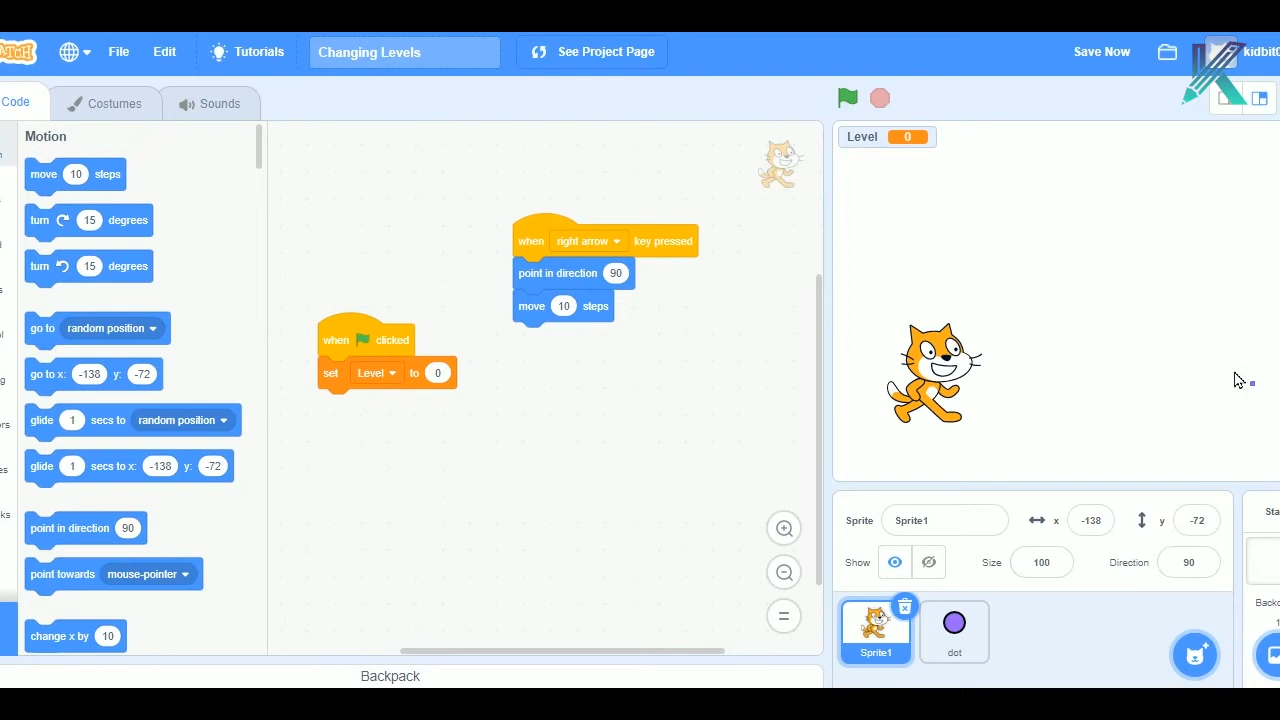 File Edit Tutorials Changing Levels See Project Page Save Now
Code Costumes Sounds
Motion
move 10 steps
turn 15 degrees
turn 15 degrees
go to random position
go to x: -138 y: -72
glide 1 secs to random position
glide 1 secs to x: -138 y: -72
point in direction 90
point towards mouse-pointer
change x by 10
when right arrow key pressed
point in direction 90
move 10 steps
when clicked
set Level to 0
Backpack
Level 0
Sprite Sprite1 x -138 y -72
Show Size 100 Direction 90
Sprite1
dot
1